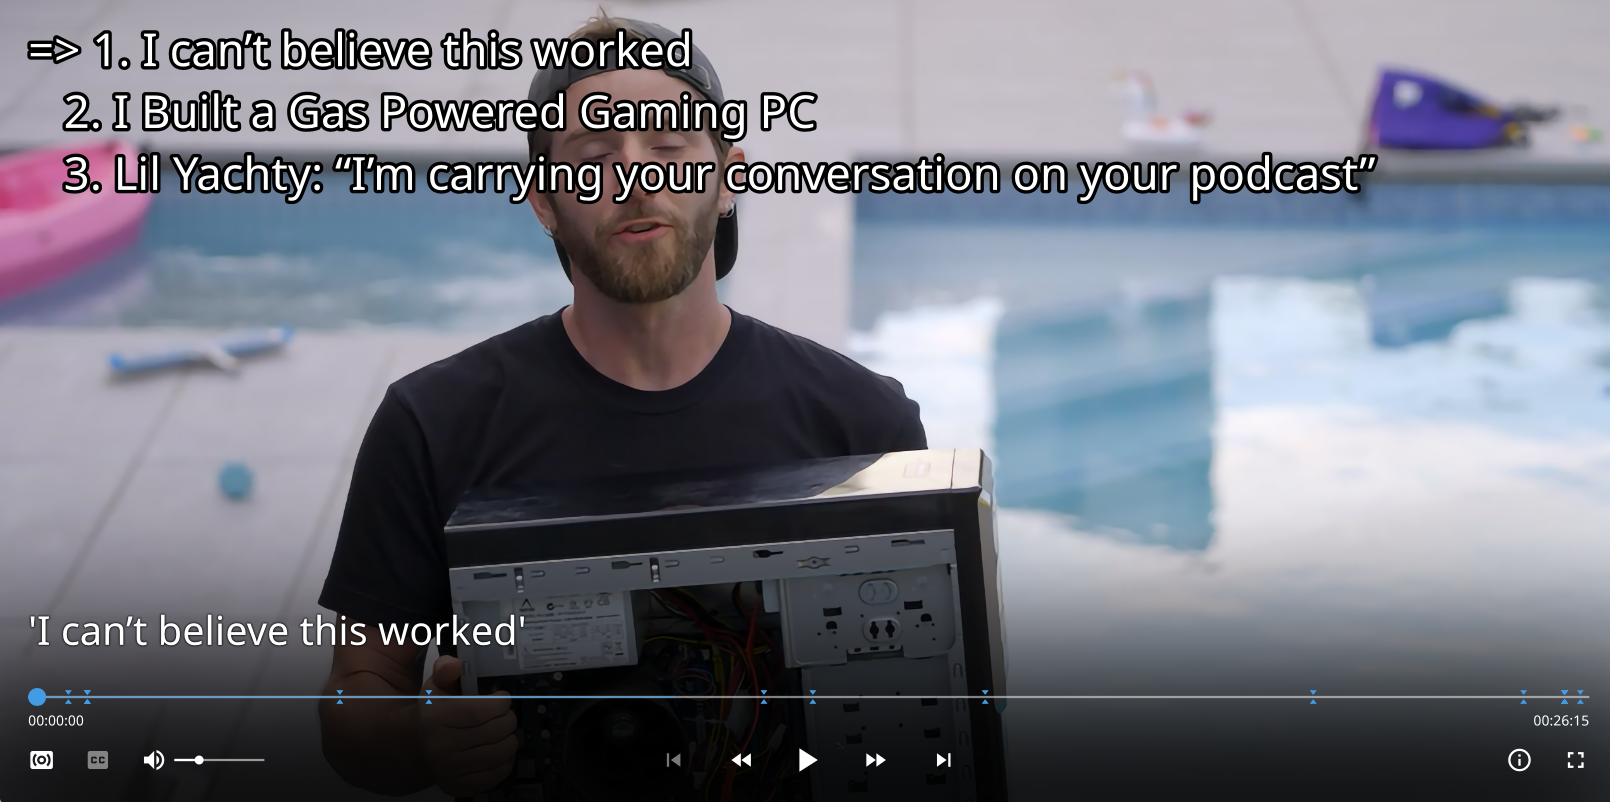 => 1. I can’t believe this worked
2. I Built a Gas Powered Gaming PC
3. Lil Yachty: “I’m carrying your conversation on your podcast”
'I can’t believe this worked'
00:00:00
00:26:15
CC